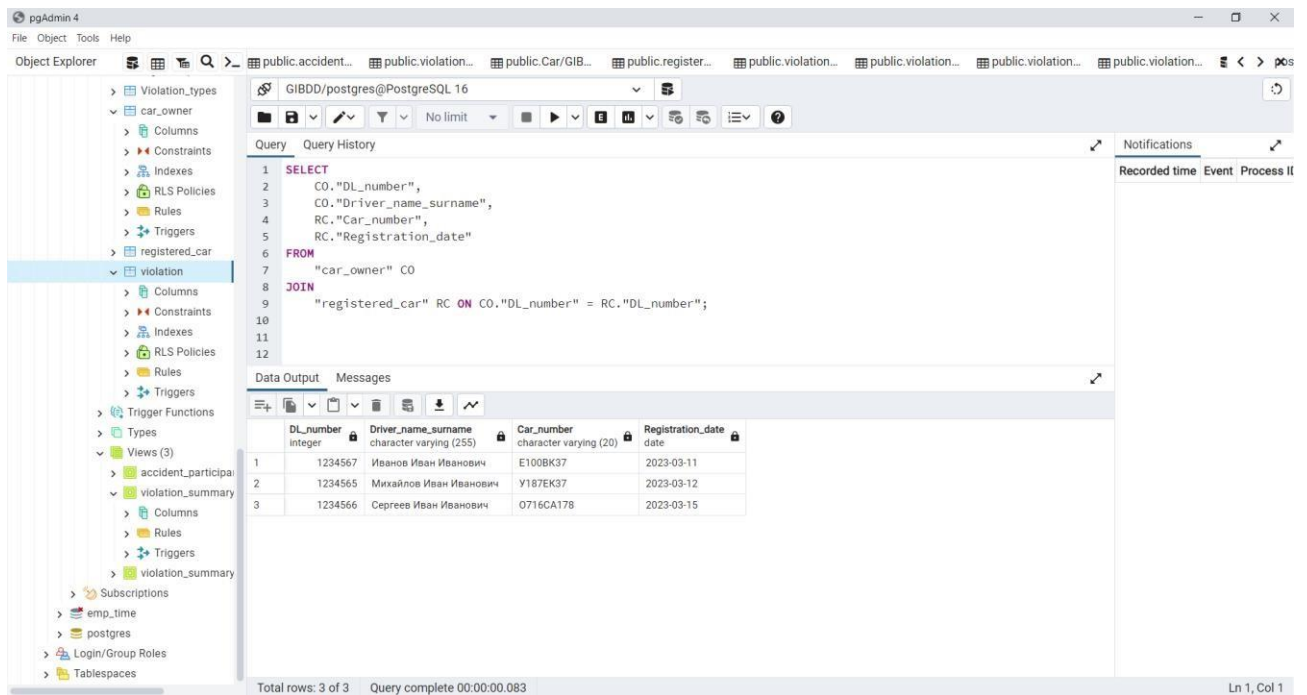 pgAdmin 4
File Object Tools Help
Object Explorer
public.accident... public.violation... public.Car/GIB... public.register... public.violation... public.violation... public.violation... public.violation...
Violation_types
car_owner
Columns
Constraints
Indexes
RLS Policies
Rules
Triggers
registered_car
violation
Columns
Constraints
Indexes
RLS Policies
Rules
Triggers
Trigger Functions
Types
Views (3)
accident_participa
violation_summary
Columns
Rules
Triggers
violation_summary
Subscriptions
emp_time
postgres
Login/Group Roles
Tablespaces
GIBDD/postgres@PostgreSQL 16
No limit
E
Query Query History
1 SELECT
2 CO."DL_number",
3 CO."Driver_name_surname",
4 RC."Car_number",
5 RC."Registration_date"
6 FROM
7 "car_owner" CO
8 JOIN
9 "registered_car" RC ON CO."DL_number" = RC."DL_number";
10
11
12
Data Output Messages
DL_number Driver_name_surname Car_number Registration_date
integer character varying (255) character varying (20) date
1 1234567 Иванов Иван Иванович Е100ВК37 2023-03-11
2 1234565 Михайлов Иван Иванович У187ЕК37 2023-03-12
3 1234566 Сергеев Иван Иванович О716СА178 2023-03-15
Total rows: 3 of 3 Query complete 00:00:00.083
Ln 1, Col 1
Notifications
Recorded time Event Process I